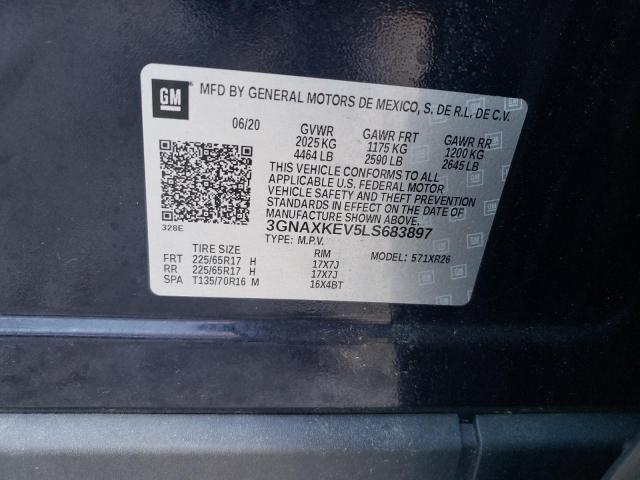 GM
MFD BY GENERAL MOTORS DE MEXICO, S. DE R.L. DE C.V.
06/20 GVWR GAWR FRT GAWR RR
2025 KG 1175 KG 1200 KG
4464 LB 2590 LB 2645 LB
THIS VEHICLE CONFORMS TO ALL
APPLICABLE U.S. FEDERAL MOTOR
VEHICLE SAFETY AND THEFT PREVENTION
STANDARDS IN EFFECT ON THE DATE OF
MANUFACTURE SHOWN ABOVE.
328E
3GNAXKEV5LS683897
TYPE: M.P.V. MODEL: 571XR26
TIRE SIZE RIM
FRT 225/65R17 H 17X7J
RR 225/65R17 H 17X7J
SPA T135/70R16 M 16X4BT